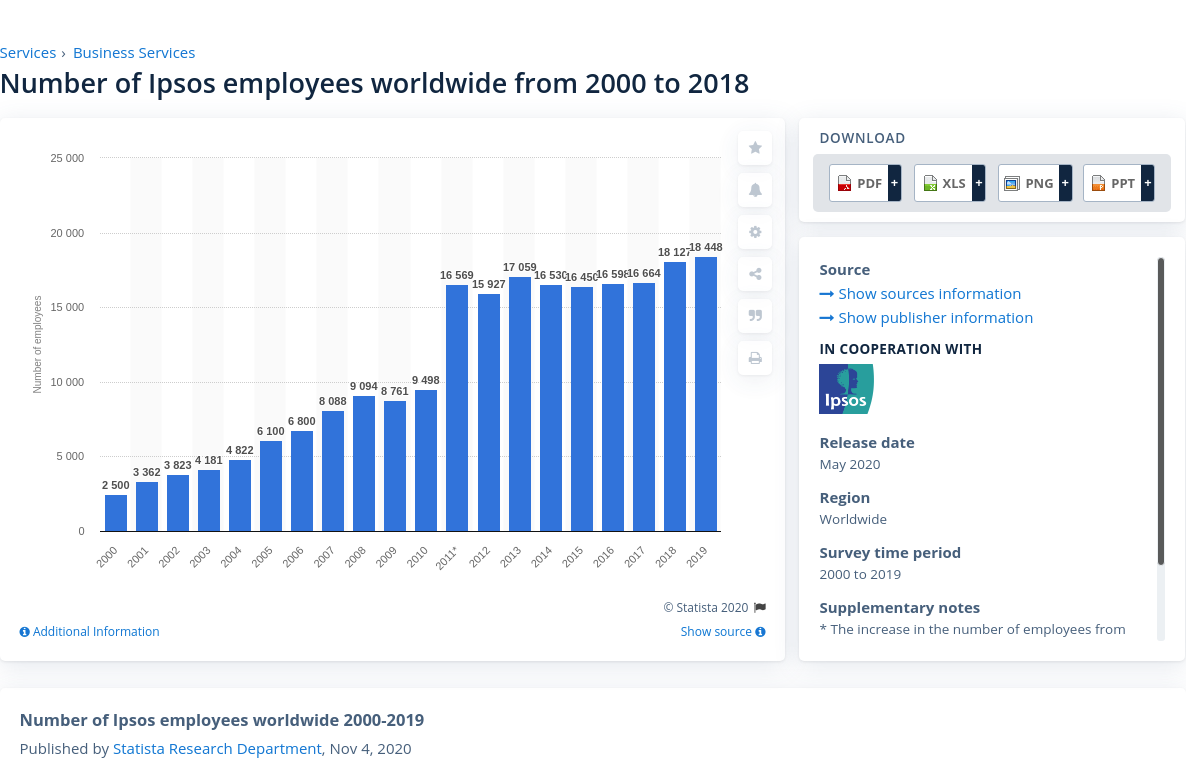 Services › Business Services
Number of Ipsos employees worldwide from 2000 to 2018
25 000
20 000
15 000
10 000
5 000
0
Number of employees
2 500
3 362
3 823
4 181
4 822
6 100
6 800
8 088
9 094
8 761
9 498
16 569
15 927
17 059
16 530
16 450
16 598
16 664
18 127
18 448
2000
2001
2002
2003
2004
2005
2006
2007
2008
2009
2010
2011*
2012
2013
2014
2015
2016
2017
2018
2019
© Statista 2020
Additional Information
Show source
DOWNLOAD
PDF +
XLS +
PNG +
PPT +
Source
Show sources information
Show publisher information
IN COOPERATION WITH
Ipsos
Release date
May 2020
Region
Worldwide
Survey time period
2000 to 2019
Supplementary notes
* The increase in the number of employees from
Number of Ipsos employees worldwide 2000-2019
Published by Statista Research Department, Nov 4, 2020